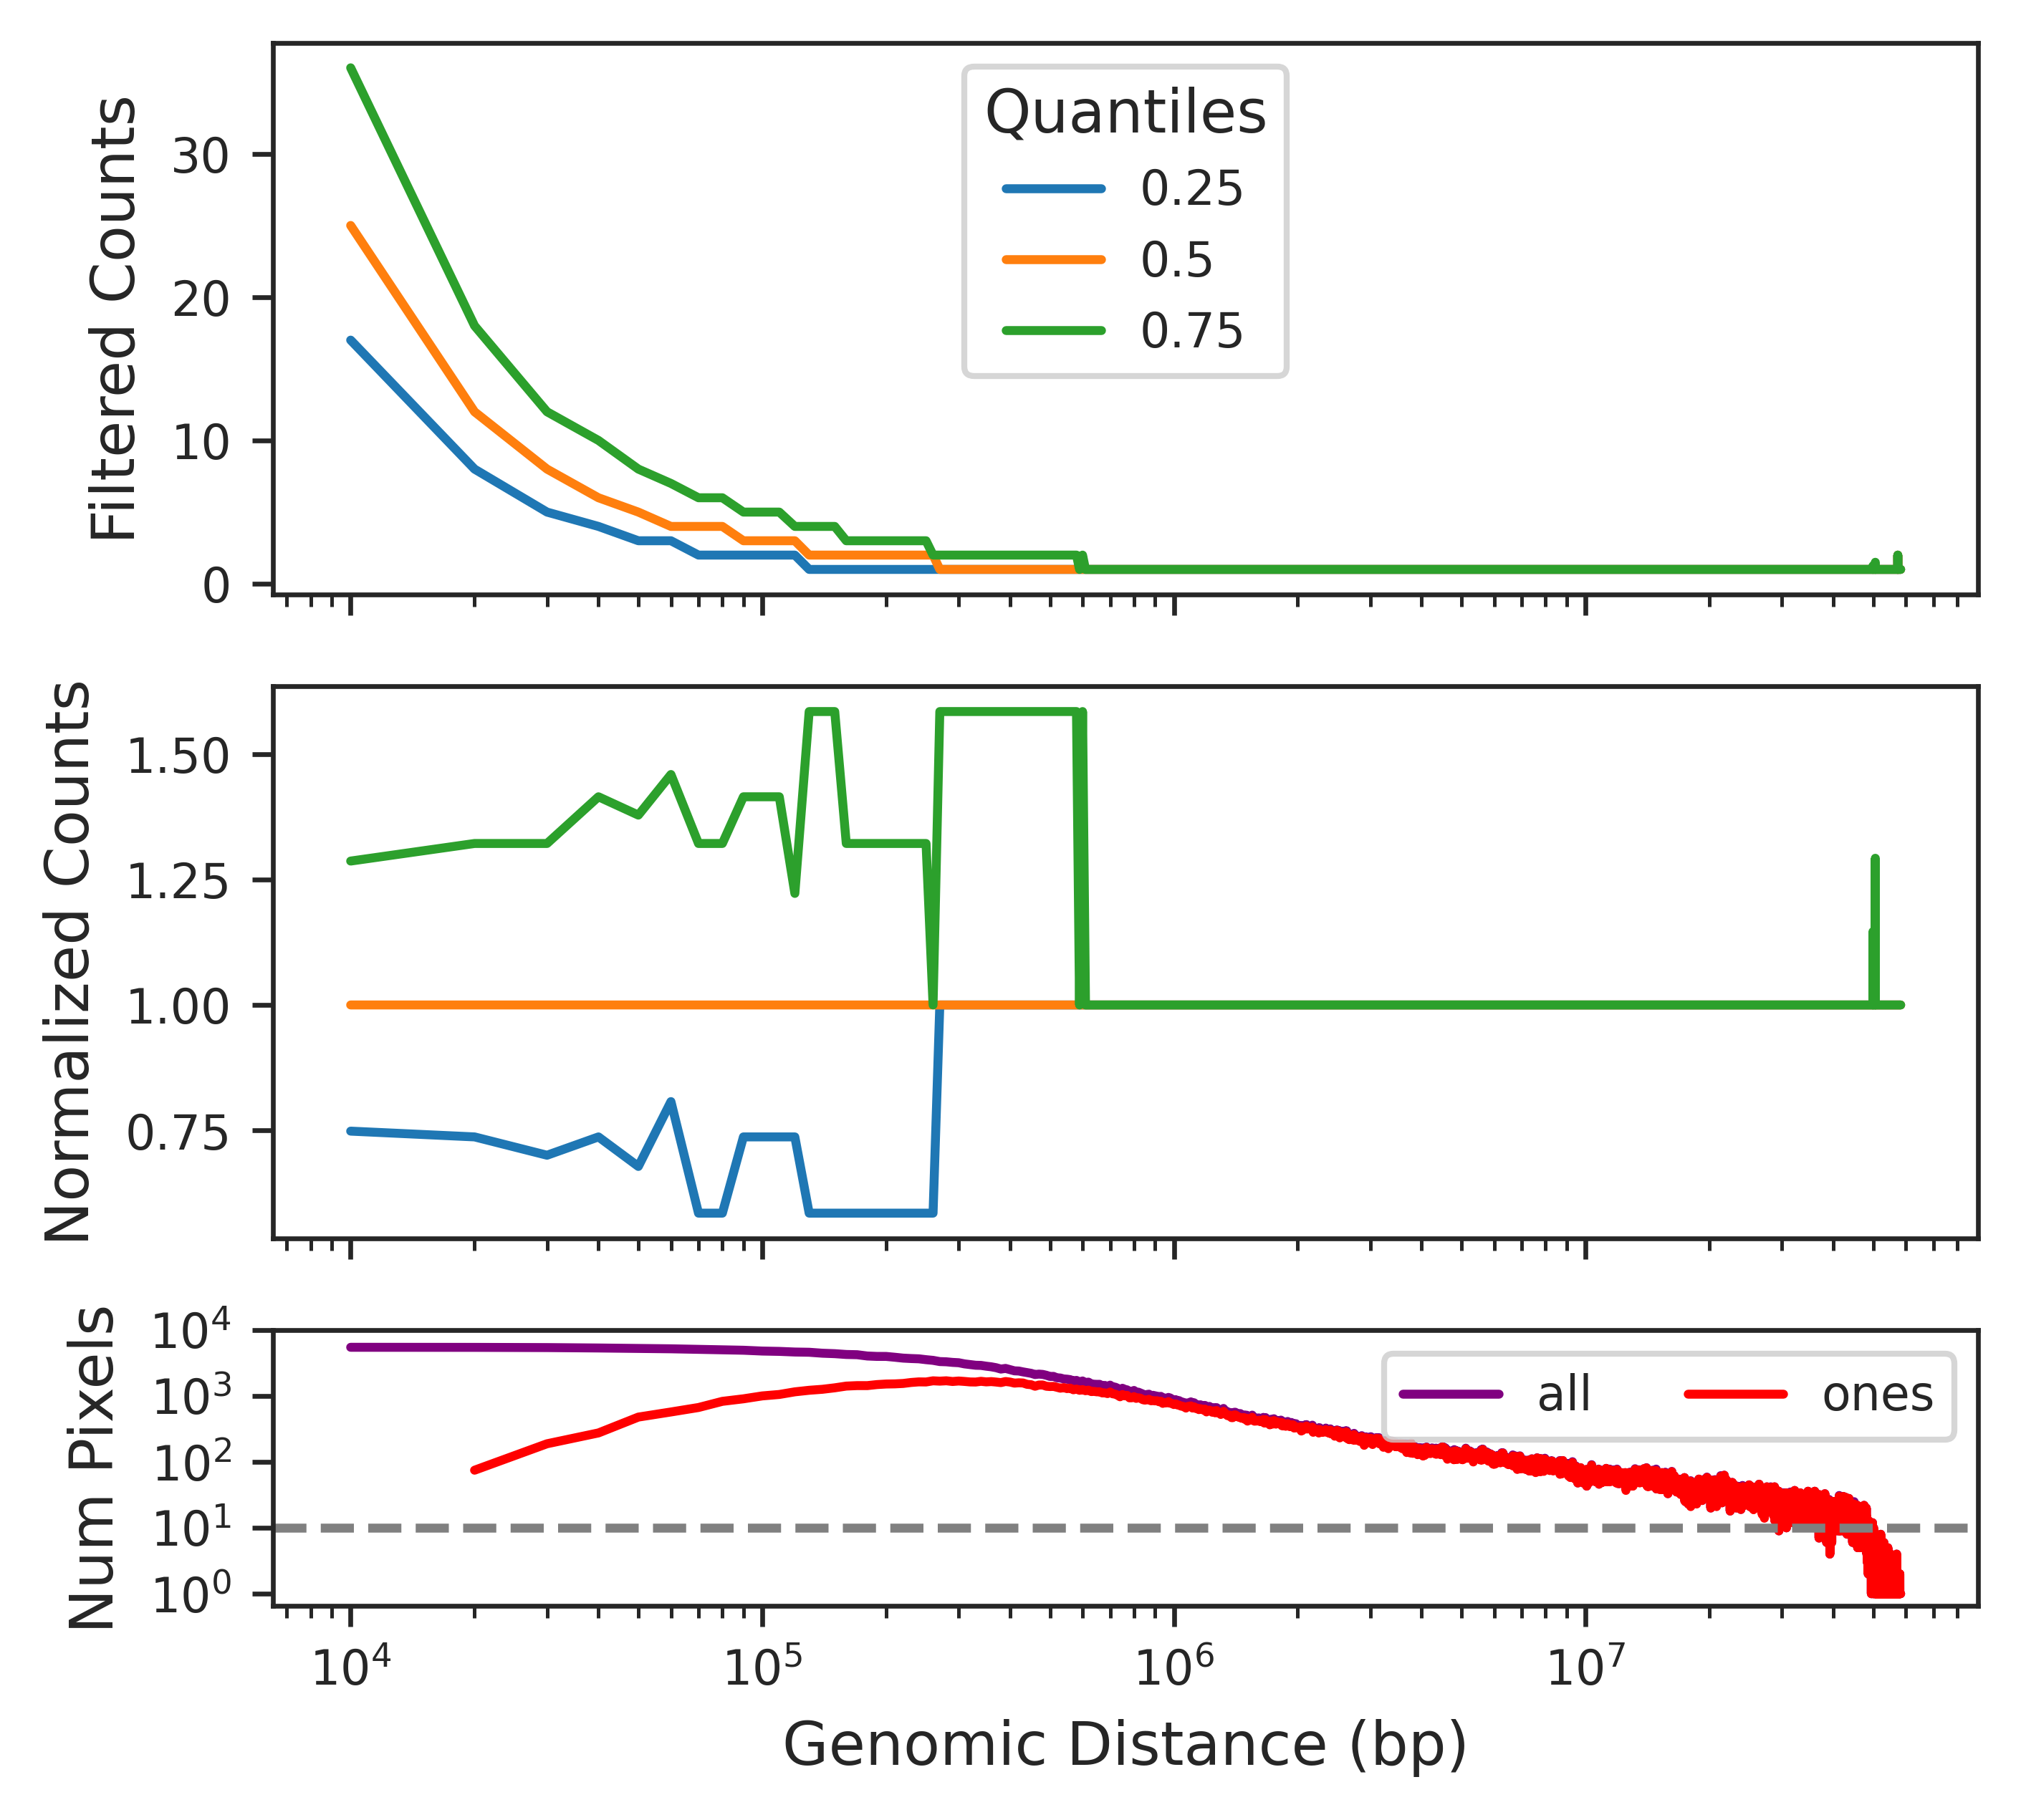 Filtered Counts
30
20
10
0
Quantiles
0.25
0.5
0.75
Normalized Counts
1.50
1.25
1.00
0.75
Num Pixels
10⁴
10³
10²
10¹
10⁰
all
ones
10⁴
10⁵
10⁶
10⁷
Genomic Distance (bp)